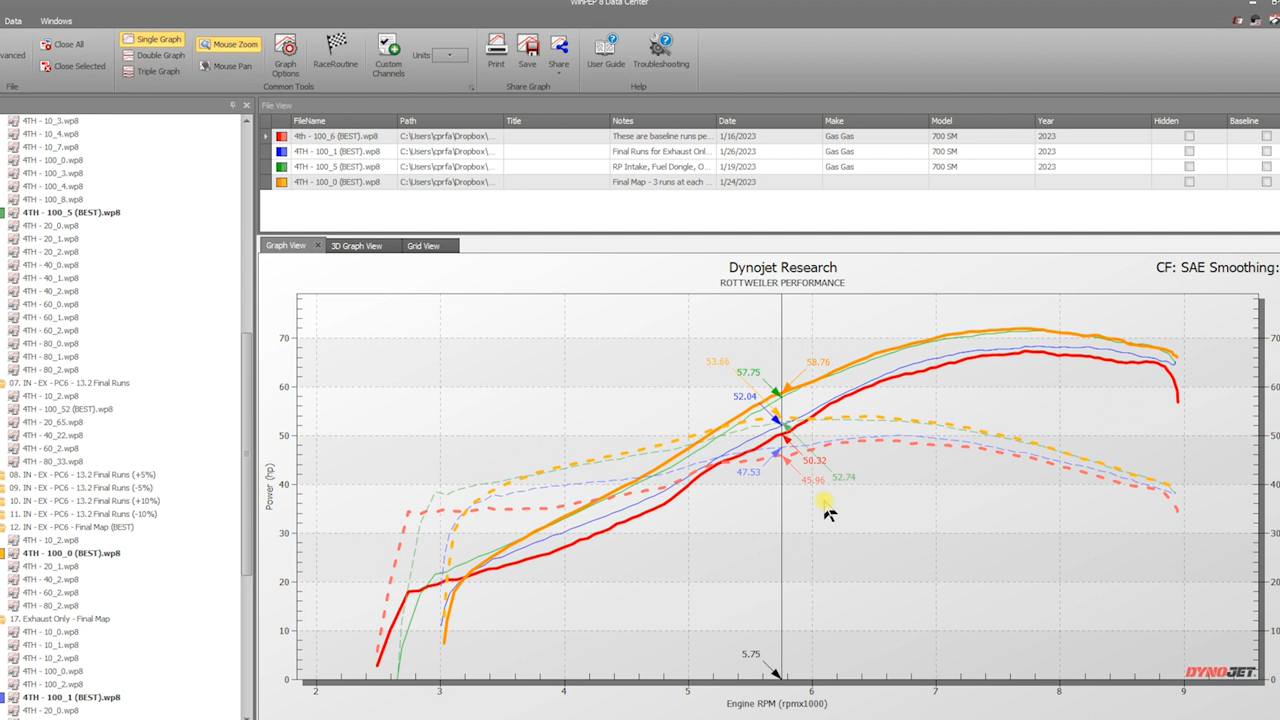 WinPEP 8 Data Center
Data Windows
vanced
Close All
Close Selected
File
Single Graph
Double Graph
Triple Graph
Mouse Zoom
Mouse Pan
Graph Options
RaceRoutine
Custom Channels
Units
Common Tools
Print
Save
Share
Share Graph
User Guide
Troubleshooting
Help
4TH - 10_3.wp8
4TH - 10_4.wp8
4TH - 10_7.wp8
4TH - 100_0.wp8
4TH - 100_3.wp8
4TH - 100_4.wp8
4TH - 100_8.wp8
4TH - 100_5 (BEST).wp8
4TH - 20_0.wp8
4TH - 20_1.wp8
4TH - 20_2.wp8
4TH - 40_0.wp8
4TH - 40_1.wp8
4TH - 40_2.wp8
4TH - 60_0.wp8
4TH - 60_1.wp8
4TH - 60_2.wp8
4TH - 80_0.wp8
4TH - 80_1.wp8
4TH - 80_2.wp8
07. IN - EX - PC6 - 13.2 Final Runs
4TH - 10_2.wp8
4TH - 100_52 (BEST).wp8
4TH - 20_65.wp8
4TH - 40_22.wp8
4TH - 60_2.wp8
4TH - 80_33.wp8
08. IN - EX - PC6 - 13.2 Final Runs (+5%)
09. IN - EX - PC6 - 13.2 Final Runs (-5%)
10. IN - EX - PC6 - 13.2 Final Runs (+10%)
11. IN - EX - PC6 - 13.2 Final Runs (-10%)
12. IN - EX - PC6 - Final Map (BEST)
4TH - 10_2.wp8
4TH - 100_0 (BEST).wp8
4TH - 20_1.wp8
4TH - 40_2.wp8
4TH - 60_2.wp8
4TH - 80_2.wp8
17. Exhaust Only - Final Map
4TH - 10_0.wp8
4TH - 10_1.wp8
4TH - 10_2.wp8
4TH - 100_0.wp8
4TH - 100_2.wp8
4TH - 100_1 (BEST).wp8
4TH - 20_0.wp8
File View
FileName Path Title Notes Date Make Model Year Hidden Baseline
4th - 100_6 (BEST).wp8 C:\Users\cprfa\Dropbox\... These are baseline runs pe... 1/16/2023 Gas Gas 700 SM 2023
4TH - 100_1 (BEST).wp8 C:\Users\cprfa\Dropbox\... Final Runs for Exhaust Onl... 1/26/2023 Gas Gas 700 SM 2023
4TH - 100_5 (BEST).wp8 C:\Users\cprfa\Dropbox\... RP Intake, Fuel Dongle, O... 1/19/2023 Gas Gas 700 SM 2023
4TH - 100_0 (BEST).wp8 C:\Users\cprfa\Dropbox\... Final Map - 3 runs at each ... 1/24/2023
Graph View 3D Graph View Grid View
Dynojet Research
ROTTWEILER PERFORMANCE
CF: SAE Smoothing:
Power (hp)
70
60
50
40
30
20
10
0
53.66
58.76
57.75
52.04
50.32
47.53
45.96
52.74
5.75
70
60
50
40
30
20
10
0
DYNOJET
2 3 4 5 6 7 8 9
Engine RPM (rpmx1000)